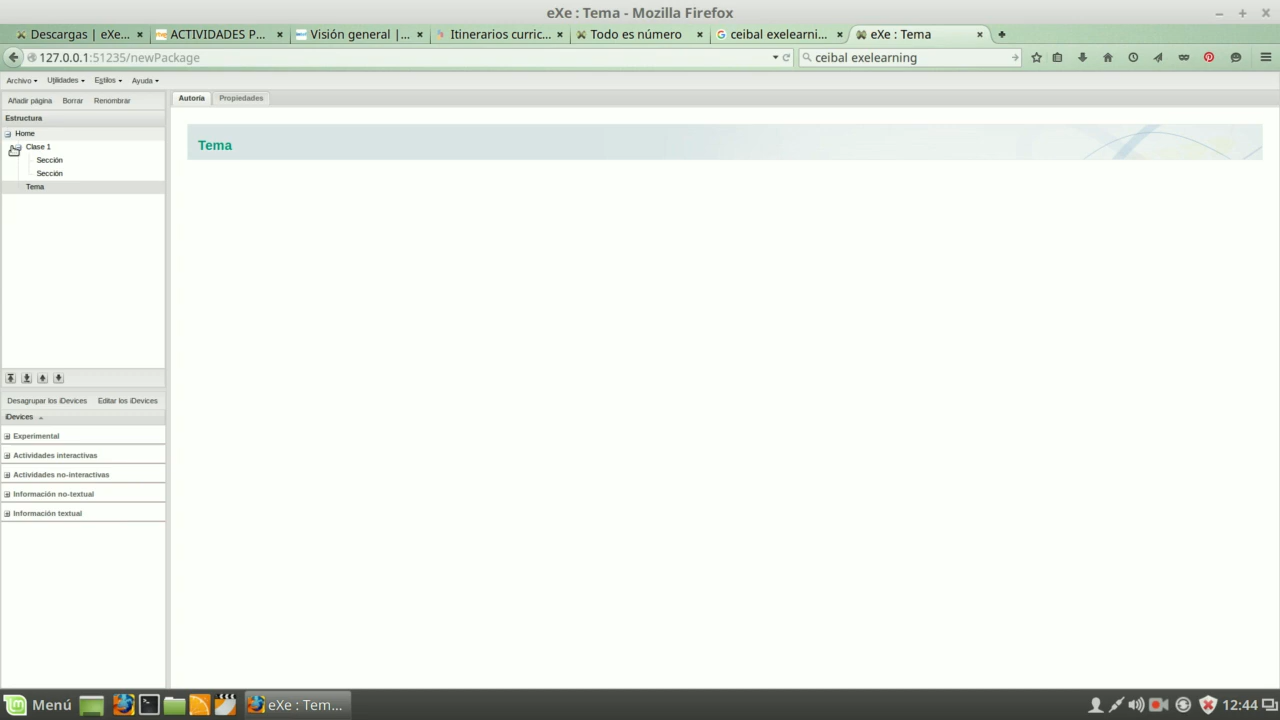 eXe : Tema - Mozilla Firefox
Descargas | eXe...
ACTIVIDADES P...
Visión general |...
Itinerarios curric...
Todo es número
ceibal exelearni...
eXe : Tema
127.0.0.1:51235/newPackage
ceibal exelearning
Archivo
Utilidades
Estilos
Ayuda
Añadir página
Borrar
Renombrar
Autoría
Propiedades
Estructura
Home
Clase 1
Sección
Sección
Tema
Tema
Desagrupar los iDevices
Editar los iDevices
iDevices
Experimental
Actividades interactivas
Actividades no-interactivas
Información no-textual
Información textual
Menú
eXe : Tem...
12:44